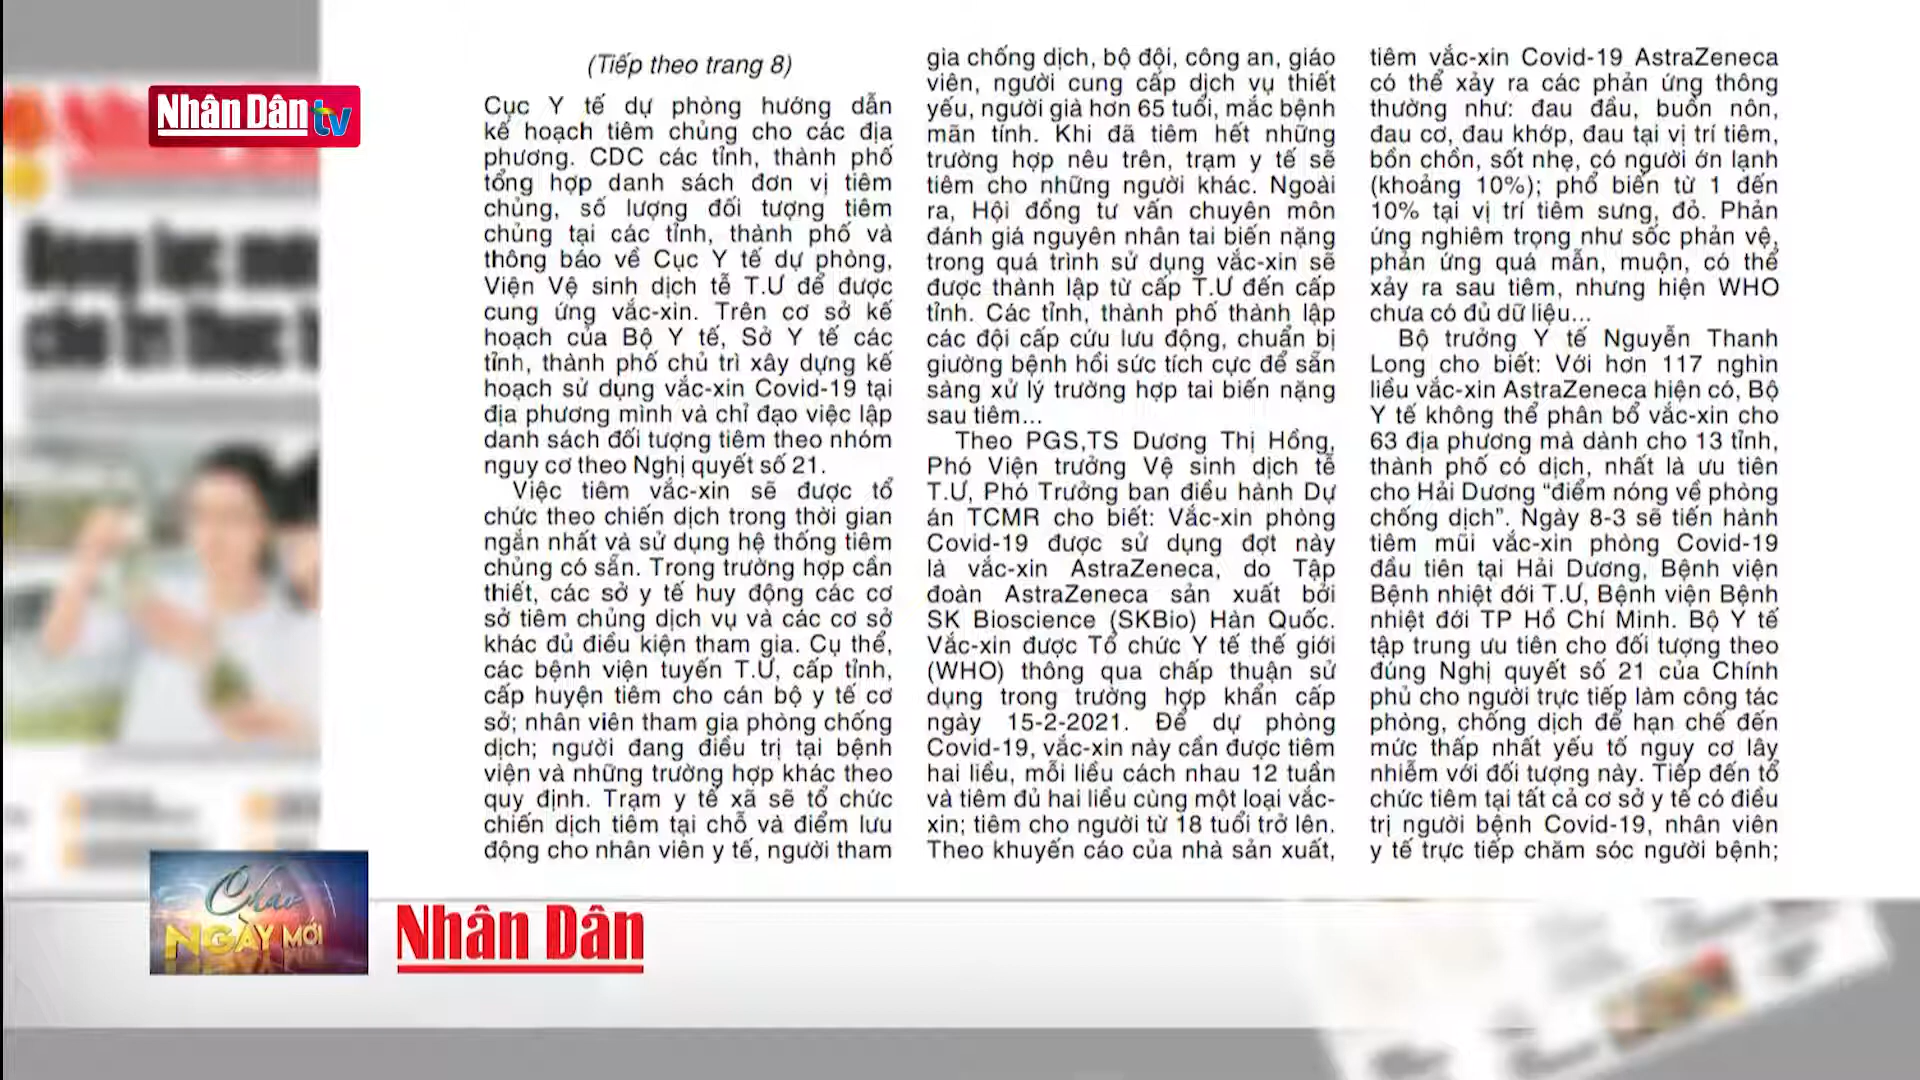 Nhân Dân tv
(Tiếp theo trang 8)
Cục Y tế dự phòng hướng dẫn
kế hoạch tiêm chủng cho các địa
phương. CDC các tỉnh, thành phố
tổng hợp danh sách đơn vị tiêm
chủng, số lượng đối tượng tiêm
chủng tại các tỉnh, thành phố và
thông báo về Cục Y tế dự phòng,
Viện Vệ sinh dịch tễ T.Ư để được
cung ứng vắc-xin. Trên cơ sở kế
hoạch của Bộ Y tế, Sở Y tế các
tỉnh, thành phố chủ trì xây dựng kế
hoạch sử dụng vắc-xin Covid-19 tại
địa phương mình và chỉ đạo việc lập
danh sách đối tượng tiêm theo nhóm
nguy cơ theo Nghị quyết số 21.
Việc tiêm vắc-xin sẽ được tổ
chức theo chiến dịch trong thời gian
ngắn nhất và sử dụng hệ thống tiêm
chủng có sẵn. Trong trường hợp cần
thiết, các sở y tế huy động các cơ
sở tiêm chủng dịch vụ và các cơ sở
khác đủ điều kiện tham gia. Cụ thể,
các bệnh viện tuyến T.Ư, cấp tỉnh,
cấp huyện tiêm cho cán bộ y tế cơ
sở; nhân viên tham gia phòng chống
dịch; người đang điều trị tại bệnh
viện và những trường hợp khác theo
quy định. Trạm y tế xã sẽ tổ chức
chiến dịch tiêm tại chỗ và điểm lưu
động cho nhân viên y tế, người tham
gia chống dịch, bộ đội, công an, giáo
viên, người cung cấp dịch vụ thiết
yếu, người già hơn 65 tuổi, mắc bệnh
mãn tính. Khi đã tiêm hết những
trường hợp nêu trên, trạm y tế sẽ
tiêm cho những người khác. Ngoài
ra, Hội đồng tư vấn chuyên môn
đánh giá nguyên nhân tai biến nặng
trong quá trình sử dụng vắc-xin sẽ
được thành lập từ cấp T.Ư đến cấp
tỉnh. Các tỉnh, thành phố thành lập
các đội cấp cứu lưu động, chuẩn bị
giường bệnh hồi sức tích cực để sẵn
sàng xử lý trường hợp tai biến nặng
sau tiêm...
Theo PGS,TS Dương Thị Hồng,
Phó Viện trưởng Vệ sinh dịch tễ
T.Ư, Phó Trưởng ban điều hành Dự
án TCMR cho biết: Vắc-xin phòng
Covid-19 được sử dụng đợt này
là vắc-xin AstraZeneca, do Tập
đoàn AstraZeneca sản xuất bởi
SK Bioscience (SKBio) Hàn Quốc.
Vắc-xin được Tổ chức Y tế thế giới
(WHO) thông qua chấp thuận sử
dụng trong trường hợp khẩn cấp
ngày 15-2-2021. Để dự phòng
Covid-19, vắc-xin này cần được tiêm
hai liều, mỗi liều cách nhau 12 tuần
và tiêm đủ hai liều cùng một loại vắc-
xin; tiêm cho người từ 18 tuổi trở lên.
Theo khuyến cáo của nhà sản xuất,
tiêm vắc-xin Covid-19 AstraZeneca
có thể xảy ra các phản ứng thông
thường như: đau đầu, buồn nôn,
đau cơ, đau khớp, đau tại vị trí tiêm,
bồn chồn, sốt nhẹ, có người ớn lạnh
(khoảng 10%); phổ biến từ 1 đến
10% tại vị trí tiêm sưng, đỏ. Phản
ứng nghiêm trọng như sốc phản vệ,
phản ứng quá mẫn, muộn, có thể
xảy ra sau tiêm, nhưng hiện WHO
chưa có đủ dữ liệu...
Bộ trưởng Y tế Nguyễn Thanh
Long cho biết: Với hơn 117 nghìn
liều vắc-xin AstraZeneca hiện có, Bộ
Y tế không thể phân bổ vắc-xin cho
63 địa phương mà dành cho 13 tỉnh,
thành phố có dịch, nhất là ưu tiên
cho Hải Dương “điểm nóng về phòng
chống dịch”. Ngày 8-3 sẽ tiến hành
tiêm mũi vắc-xin phòng Covid-19
đầu tiên tại Hải Dương, Bệnh viện
Bệnh nhiệt đới T.Ư, Bệnh viện Bệnh
nhiệt đới TP Hồ Chí Minh. Bộ Y tế
tập trung ưu tiên cho đối tượng theo
đúng Nghị quyết số 21 của Chính
phủ cho người trực tiếp làm công tác
phòng, chống dịch để hạn chế đến
mức thấp nhất yếu tố nguy cơ lây
nhiễm với đối tượng này. Tiếp đến tổ
chức tiêm tại tất cả cơ sở y tế có điều
trị người bệnh Covid-19, nhân viên
y tế trực tiếp chăm sóc người bệnh;
Chào
NGÀY MỚI
Nhân Dân